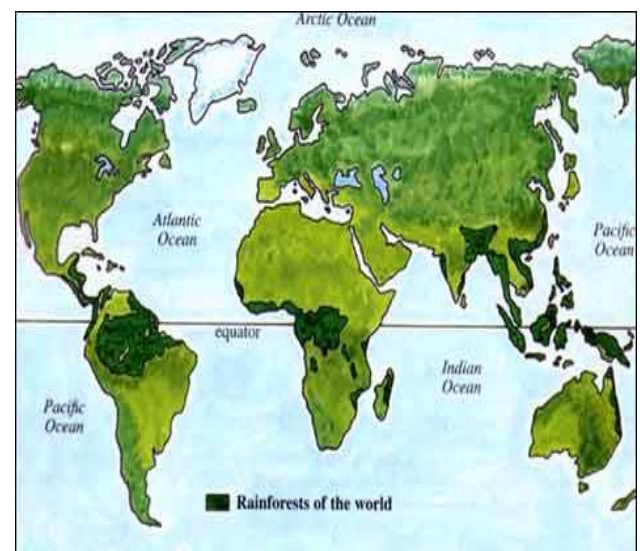 Arctic Ocean
Atlantic
Ocean
Pacific
Ocean
equator
Indian
Ocean
Pacific
Ocean
Rainforests of the world